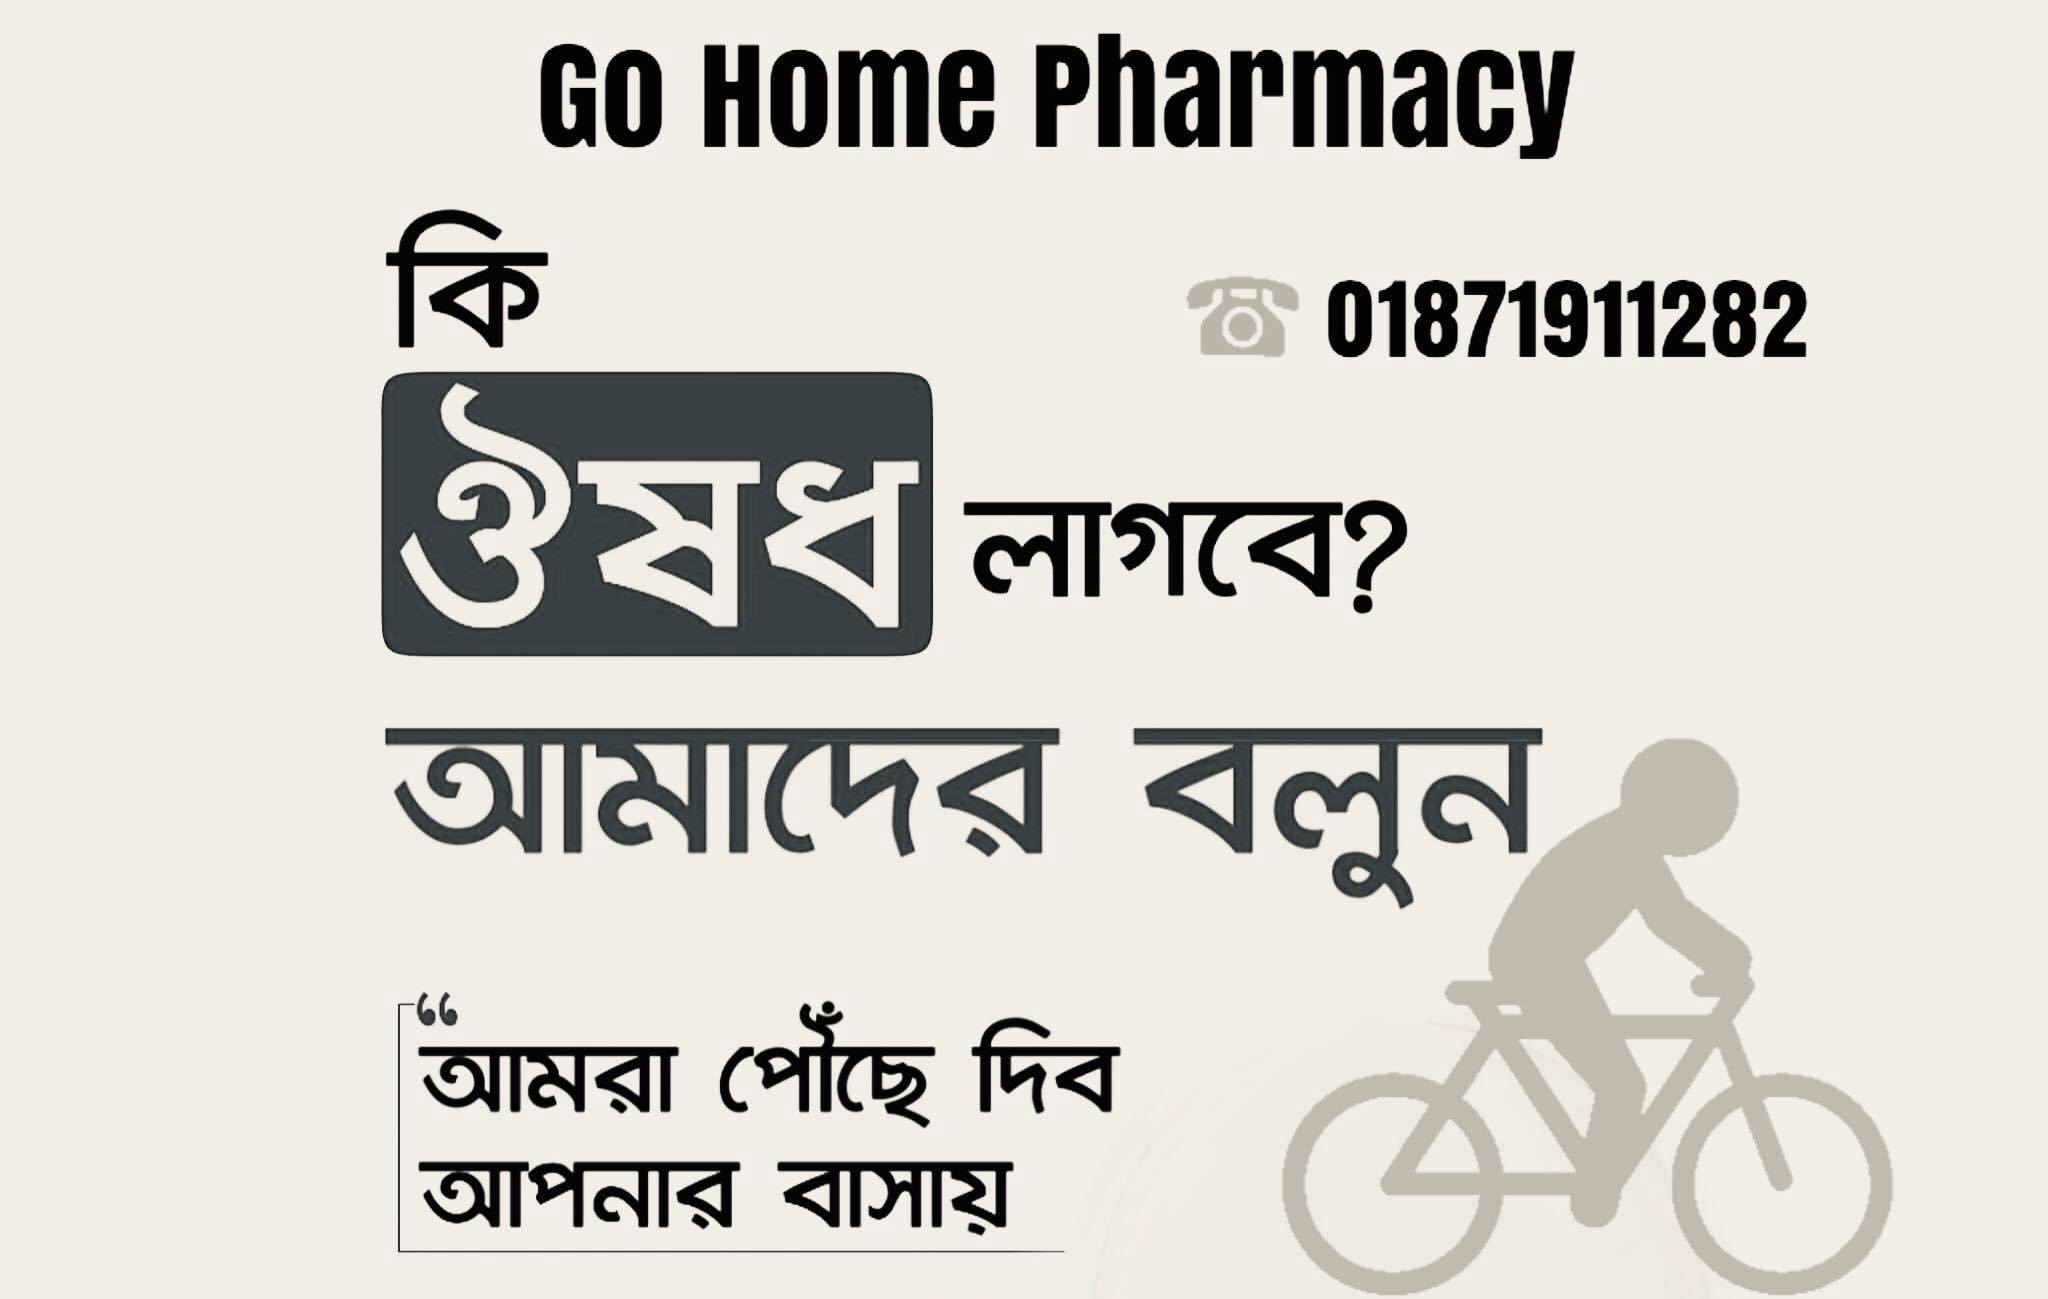 Go Home Pharmacy
কি
01871911282
ঔষধ লাগবে?
আমাদের বলুন
“আমরা পৌঁছে দিব
আপনার বাসায়